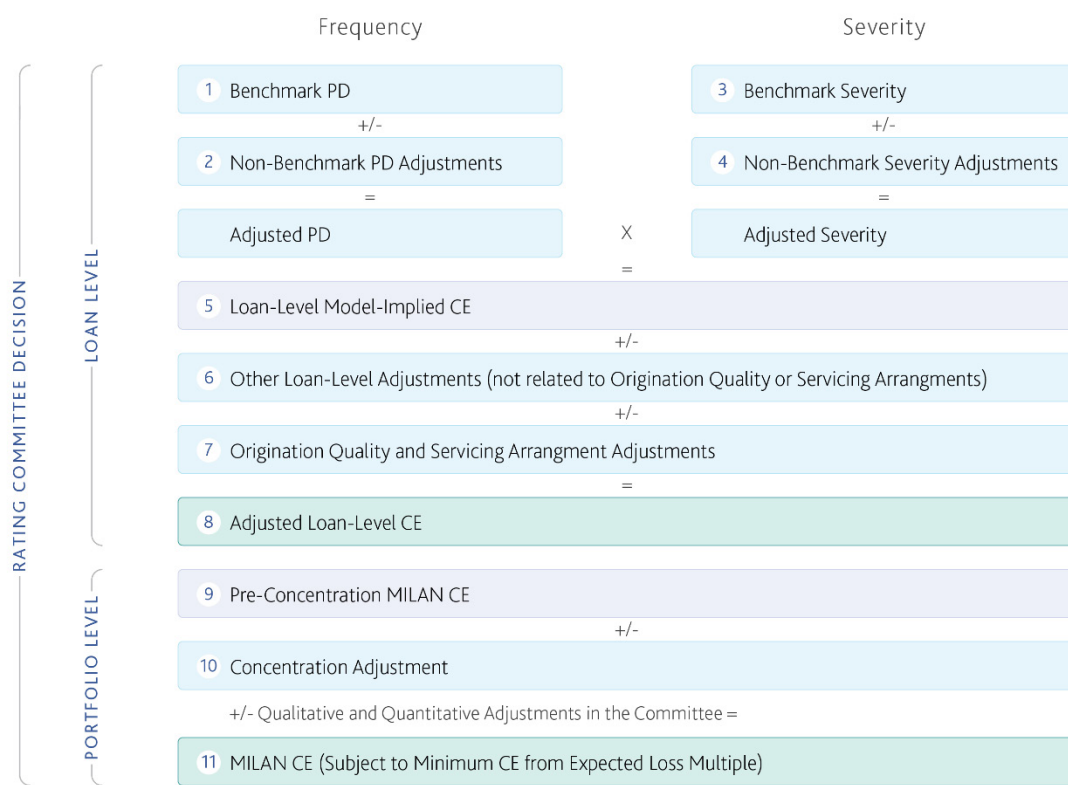 Frequency
Severity
RATING COMMITTEE DECISION
LOAN LEVEL
1 Benchmark PD
3 Benchmark Severity
+/-
+/-
2 Non-Benchmark PD Adjustments
4 Non-Benchmark Severity Adjustments
=
=
Adjusted PD
X
Adjusted Severity
=
5 Loan-Level Model-Implied CE
+/-
6 Other Loan-Level Adjustments (not related to Origination Quality or Servicing Arrangments)
+/-
7 Origination Quality and Servicing Arrangment Adjustments
=
8 Adjusted Loan-Level CE
PORTFOLIO LEVEL
9 Pre-Concentration MILAN CE
+/-
10 Concentration Adjustment
+/- Qualitative and Quantitative Adjustments in the Committee =
11 MILAN CE (Subject to Minimum CE from Expected Loss Multiple)